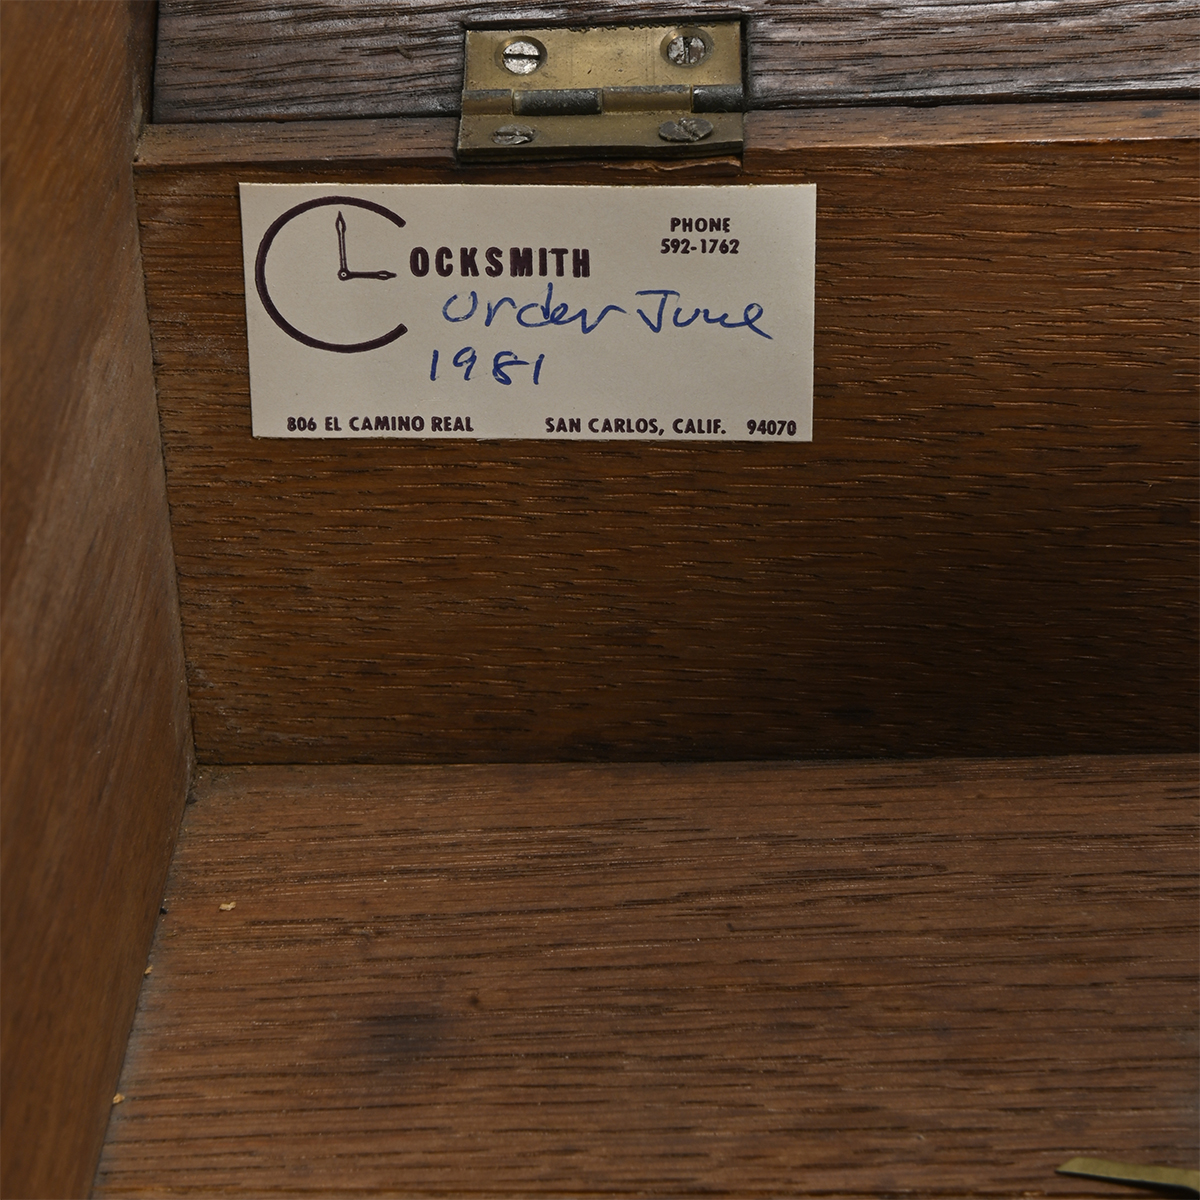 CLOCKSMITH
PHONE
592-1762
order June
1981
806 EL CAMINO REAL SAN CARLOS, CALIF. 94070